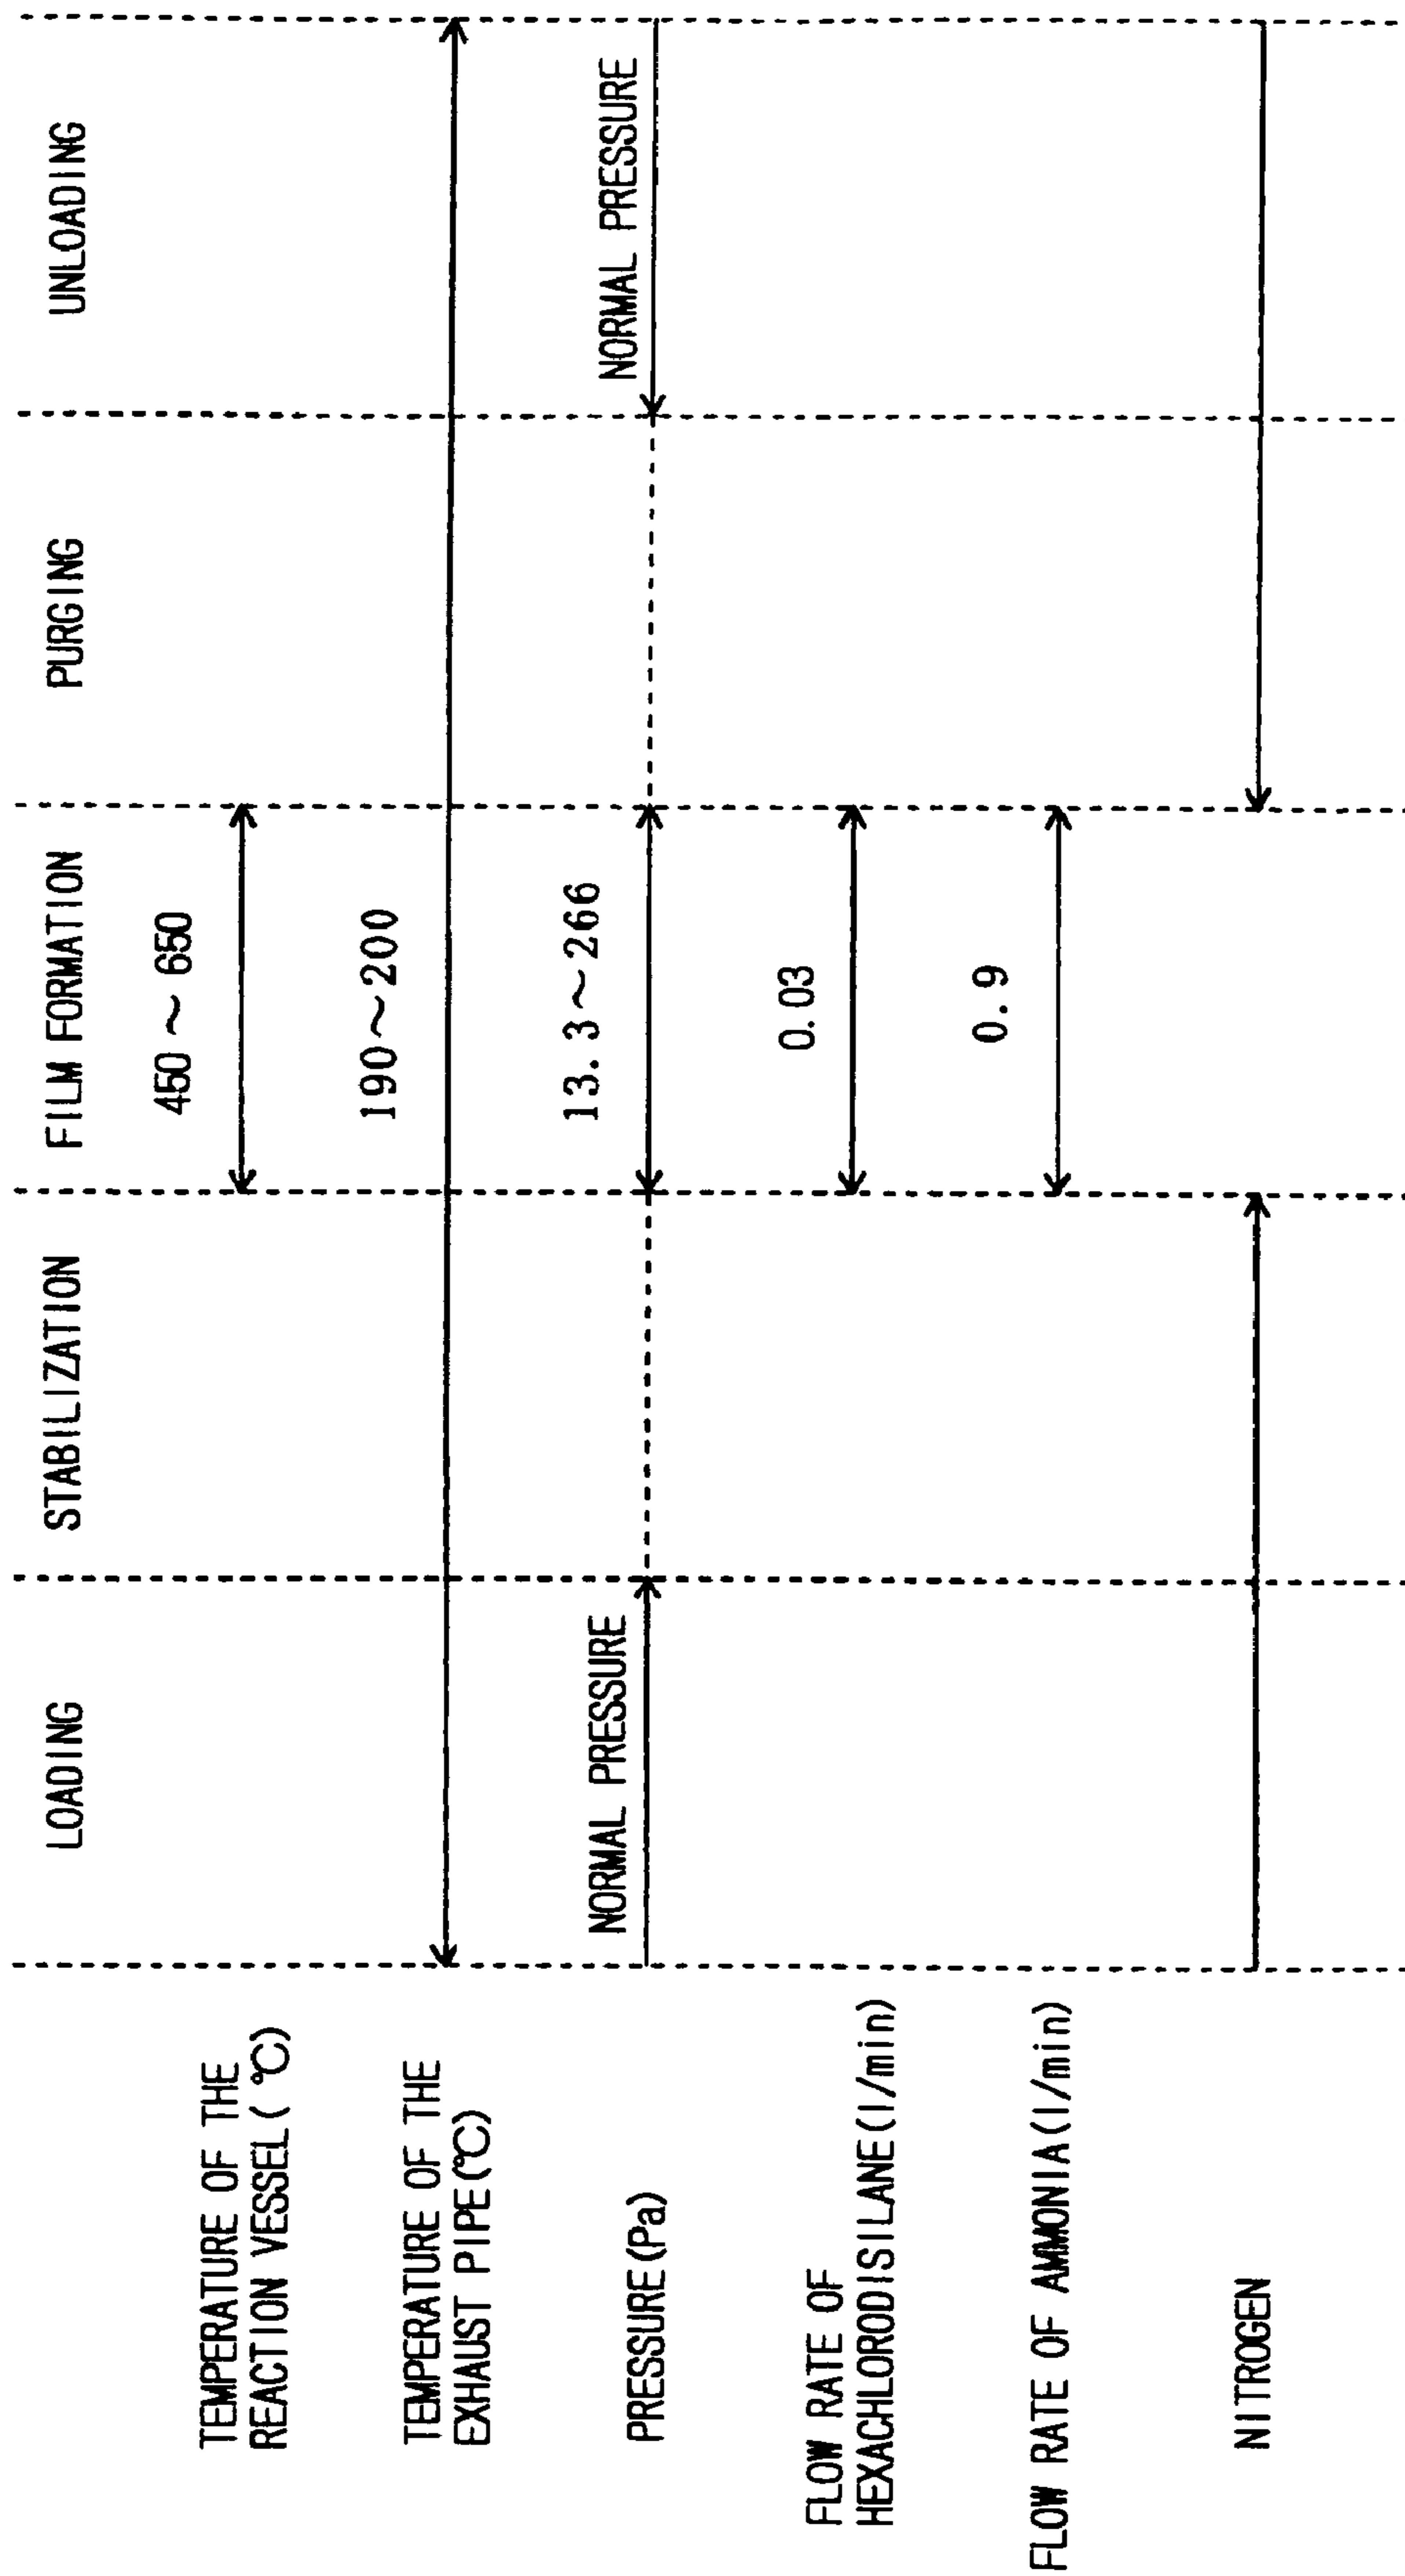 LOADING
STABILIZATION
FILM FORMATION
PURGING
UNLOADING
TEMPERATURE OF THE
REACTION VESSEL( ℃)
450 ~ 650
TEMPERATURE OF THE
EXHAUST PIPE(℃)
190~200
PRESSURE(Pa)
NORMAL PRESSURE
13. 3~266
NORMAL PRESSURE
FLOW RATE OF
HEXACHLORODISILANE(l/min)
0. 03
FLOW RATE OF AMMONIA(l/min)
0. 9
NITROGEN